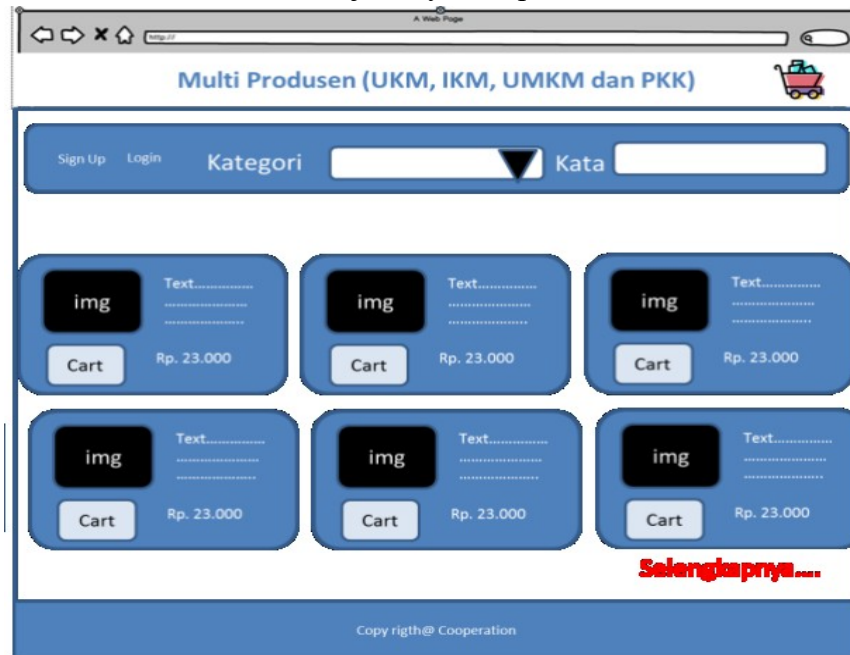 A Web Page
http://
Multi Produsen (UKM, IKM, UMKM dan PKK)
Sign Up Login Kategori Kata
img Text...............
......................
.....................
Cart Rp. 23.000
img Text...............
......................
.....................
Cart Rp. 23.000
img Text...............
......................
.....................
Cart Rp. 23.000
img Text...............
......................
.....................
Cart Rp. 23.000
img Text...............
......................
.....................
Cart Rp. 23.000
img Text...............
......................
.....................
Cart Rp. 23.000
Selengkapnya....
Copy rigth@ Cooperation